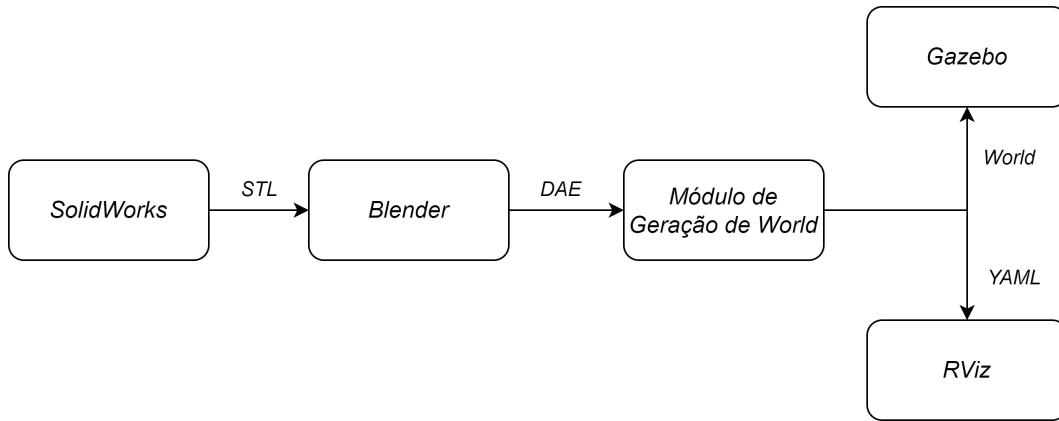 Gazebo
World
SolidWorks
STL
Blender
DAE
Módulo de
Geração de World
YAML
RViz